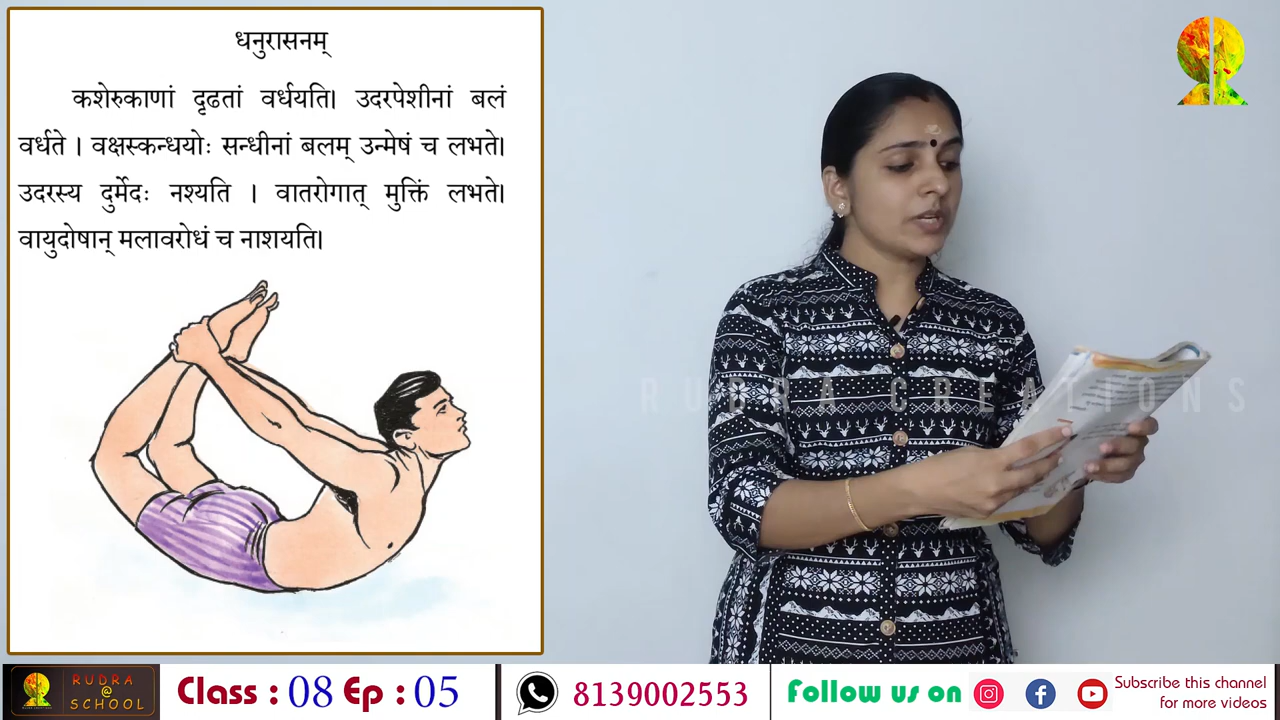 धनुरासनम्
कशेरुकाणां दृढतां वर्धयति। उदरपेशीनां बलं
वर्धते । वक्षस्कन्धयोः सन्धीनां बलम् उन्मेषं च लभते।
उदरस्य दुर्मेदः नश्यति । वातरोगात् मुक्तिं लभते।
वायुदोषान् मलावरोधं च नाशयति।
RUDRA CREATIONS
RUDRA
@
SCHOOL
Class : 08 Ep : 05
8139002553
Follow us on
Subscribe this channel
for more videos